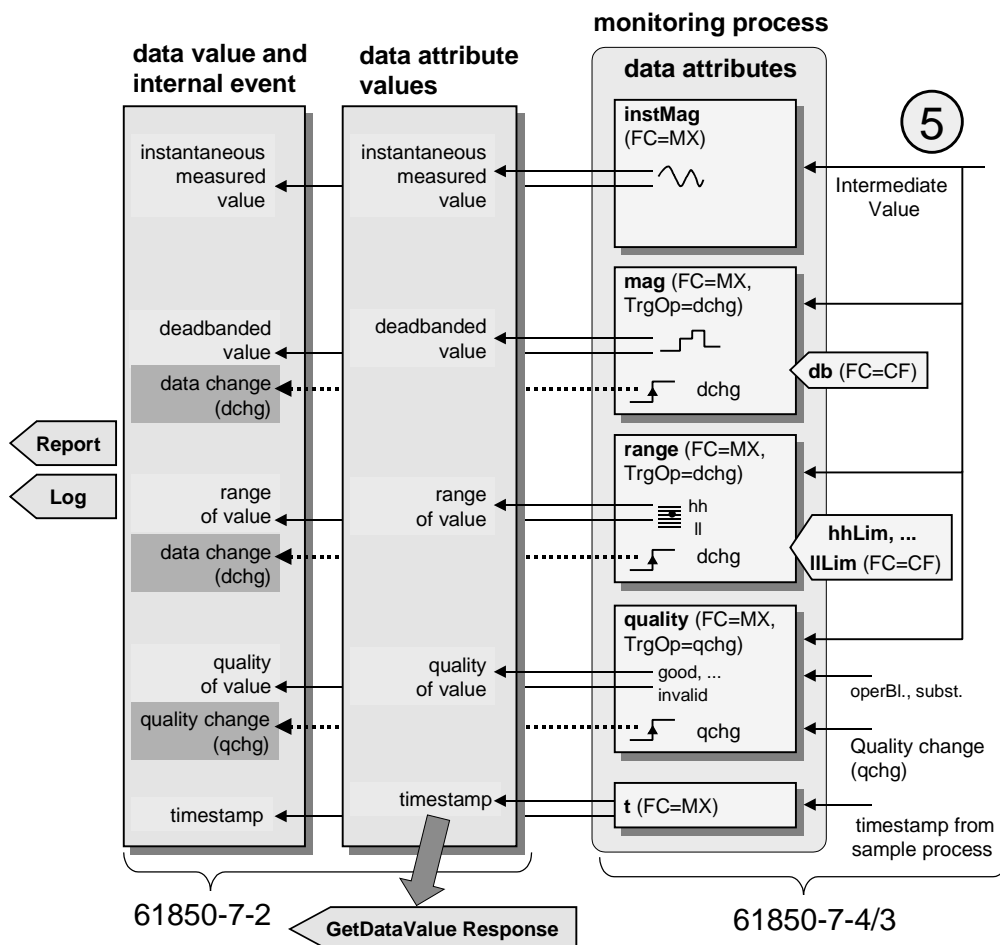 monitoring process
data value and
internal event
data attribute
values
data attributes
instMag
(FC=MX)
5
instantaneous
measured
value
instantaneous
measured
value
Intermediate
Value
mag (FC=MX,
TrgOp=dchg)
deadbanded
value
deadbanded
value
db (FC=CF)
data change
(dchg)
dchg
Report
Log
range (FC=MX,
TrgOp=dchg)
range
of value
range
of value
hh
ll
hhLim, ...
llLim (FC=CF)
data change
(dchg)
dchg
quality (FC=MX,
TrgOp=qchg)
quality
of value
quality
of value
good, ...
invalid
operBl., subst.
quality change
(qchg)
qchg
Quality change
(qchg)
timestamp
timestamp
t (FC=MX)
timestamp from
sample process
61850-7-2
GetDataValue Response
61850-7-4/3